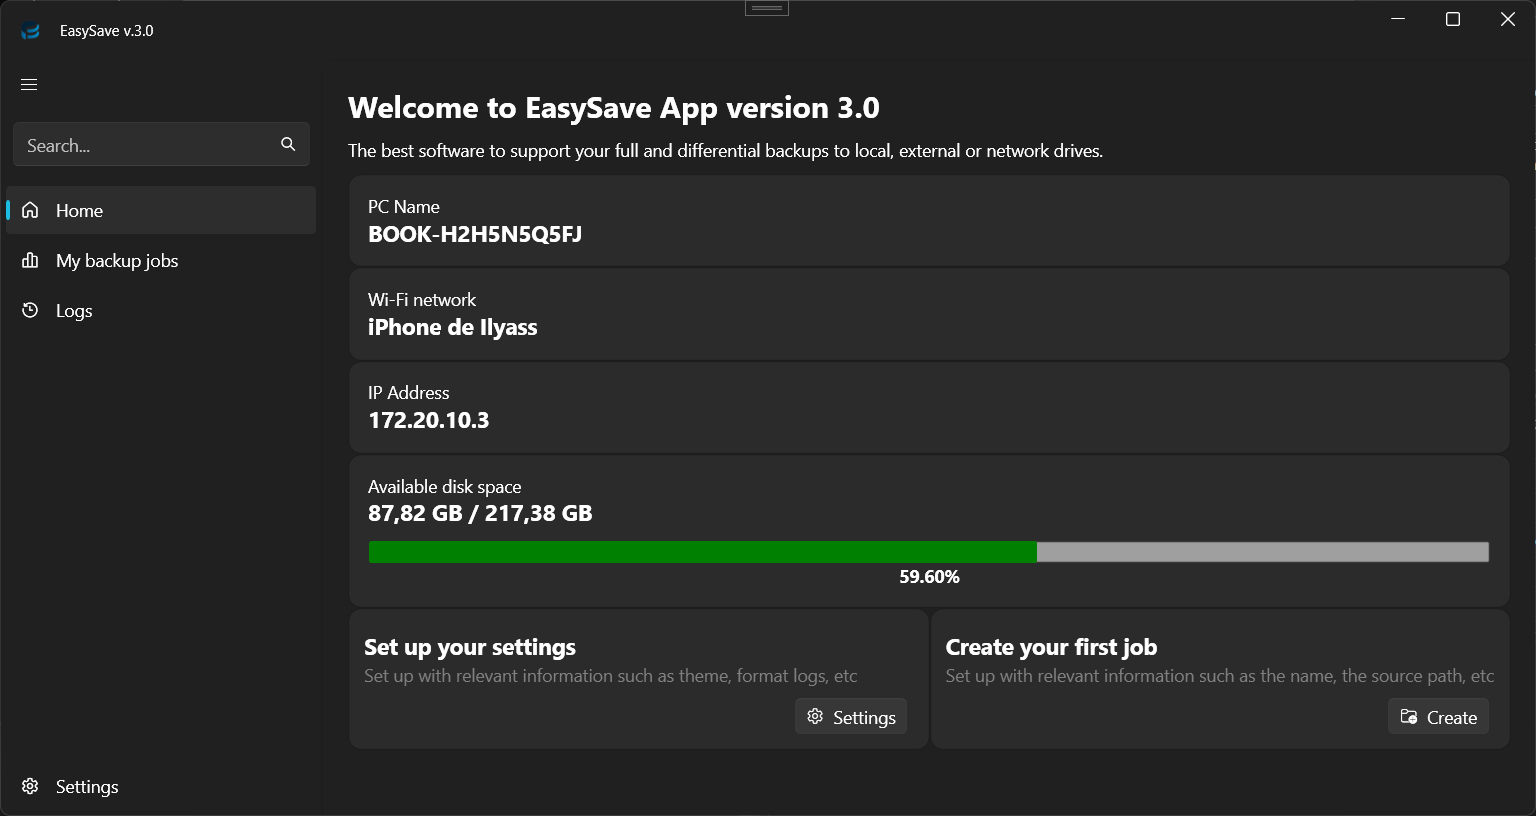 EasySave v.3.0
Search...
Home
My backup jobs
Logs
Settings
Welcome to EasySave App version 3.0
The best software to support your full and differential backups to local, external or network drives.
PC Name
BOOK-H2H5N5Q5FJ
Wi-Fi network
iPhone de Ilyass
IP Address
172.20.10.3
Available disk space
87,82 GB / 217,38 GB
59.60%
Set up your settings
Set up with relevant information such as theme, format logs, etc
Settings
Create your first job
Set up with relevant information such as the name, the source path, etc
Create